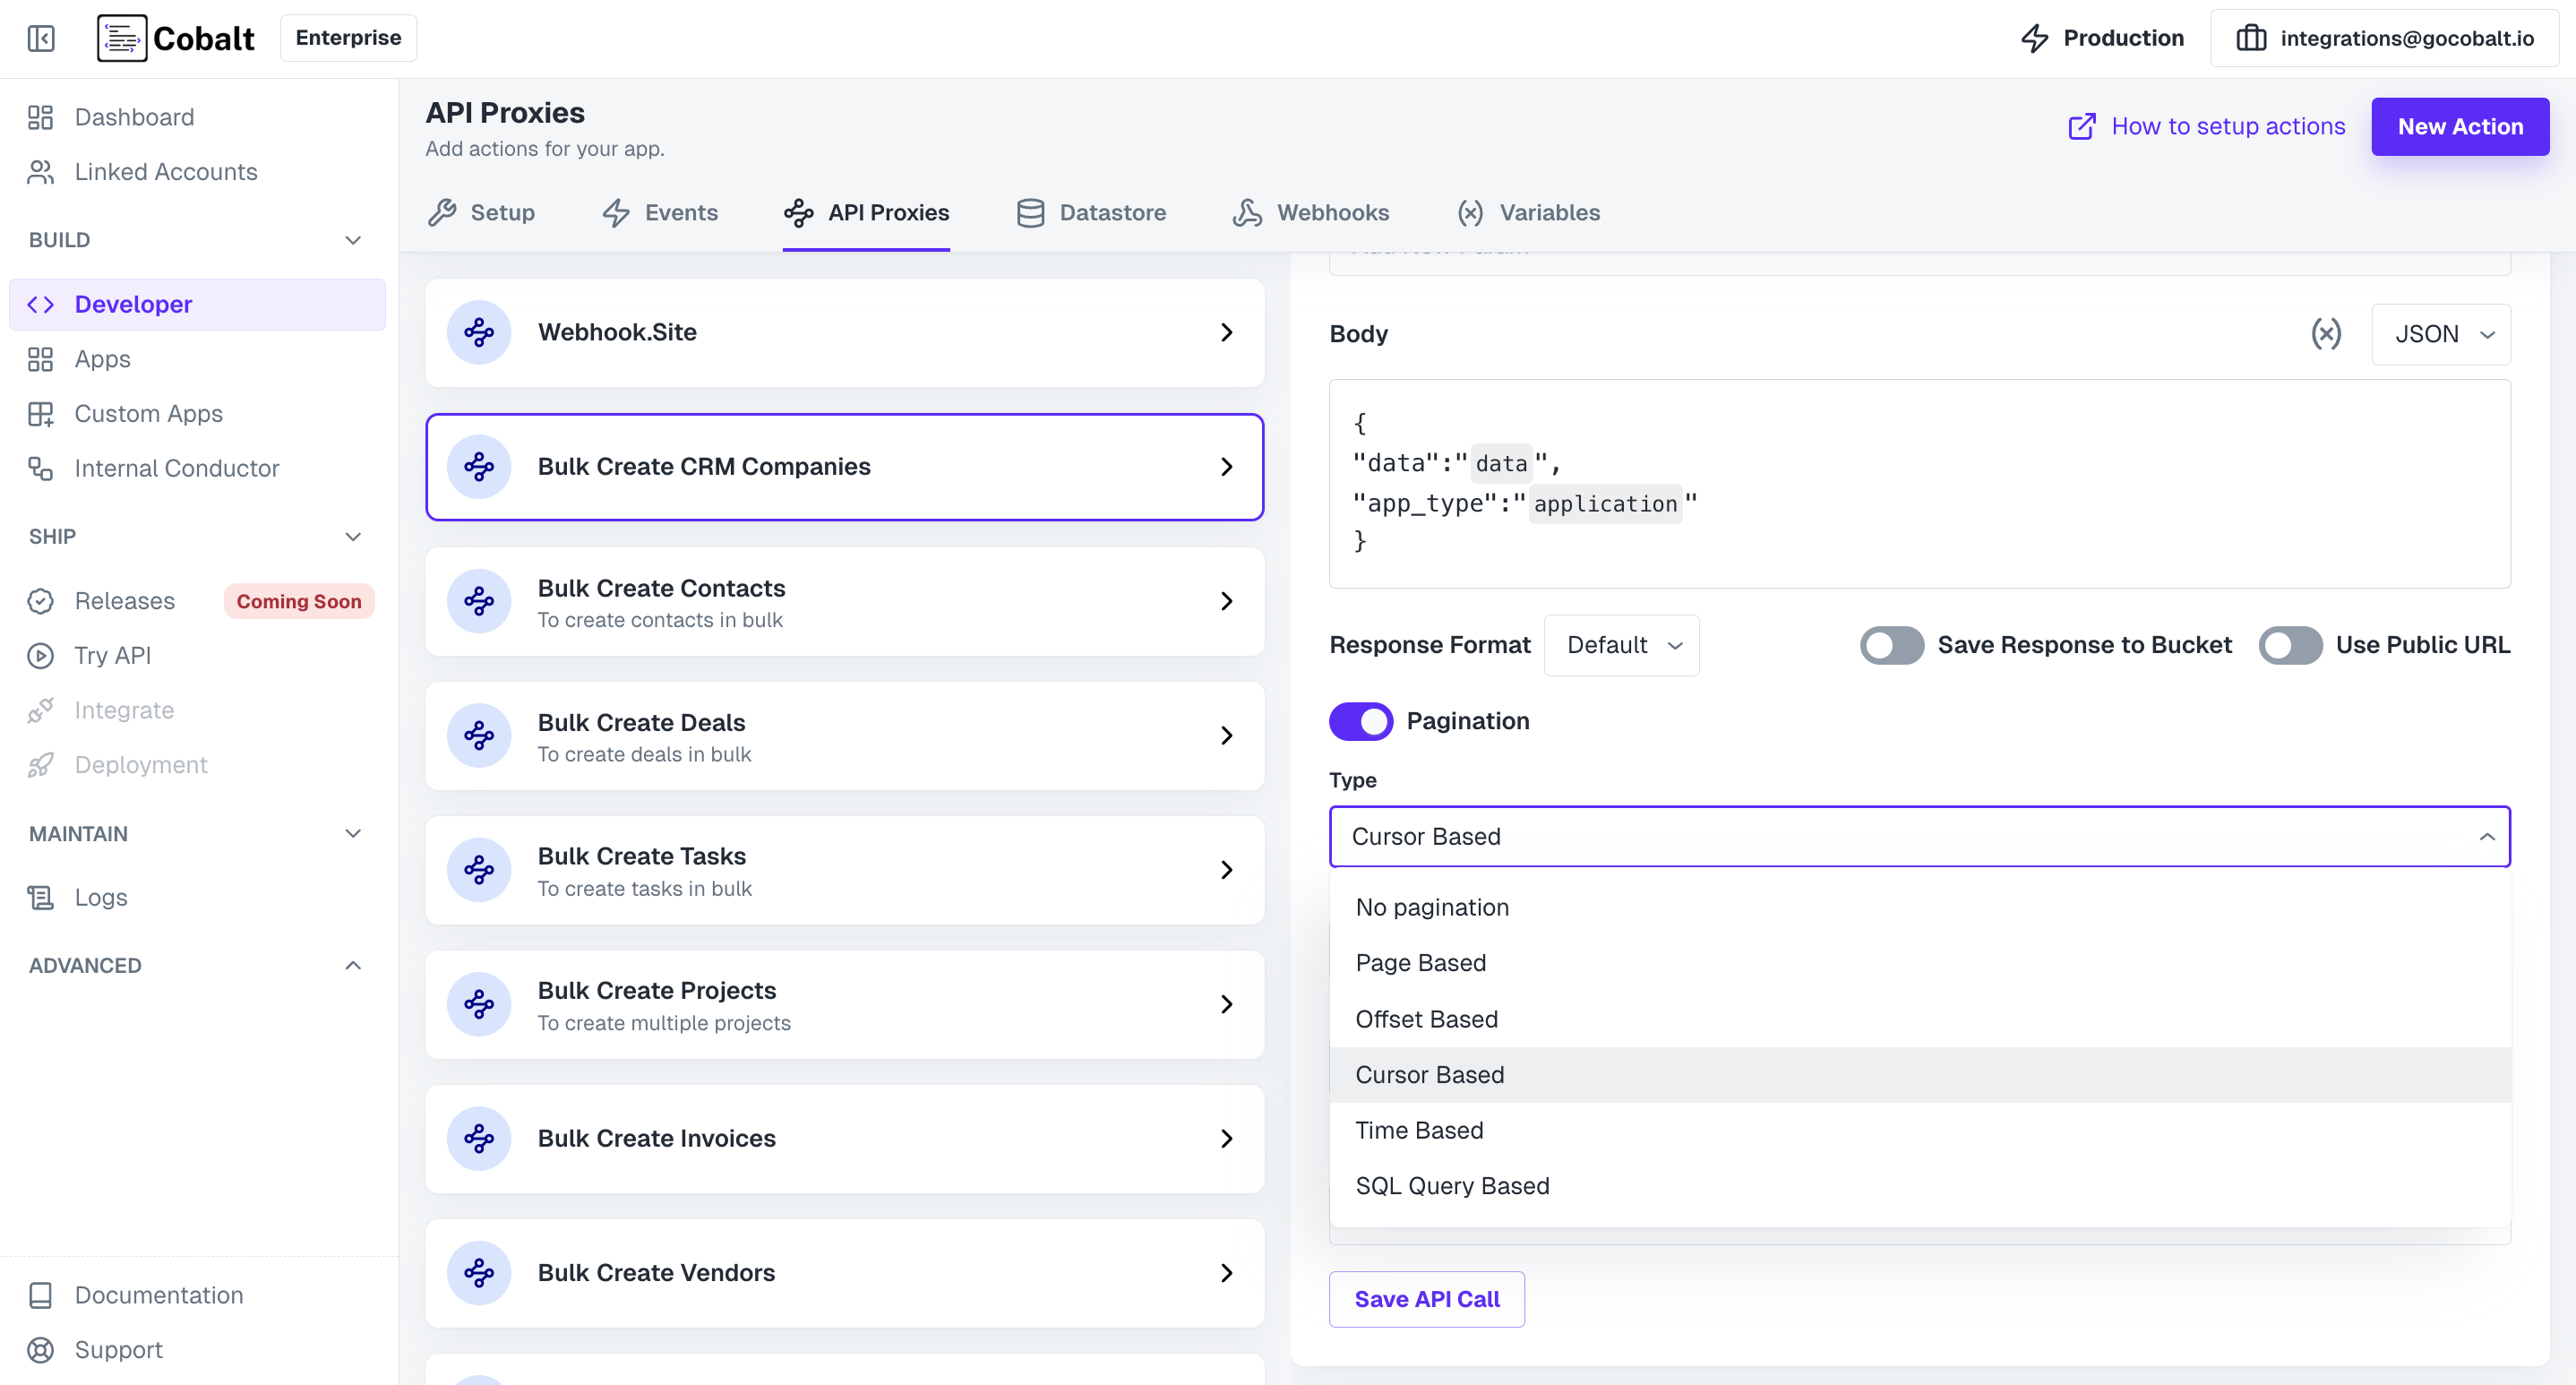 Cobalt
Enterprise
Production
integrations@gocobalt.io
Dashboard
Linked Accounts
BUILD
Developer
Apps
Custom Apps
Internal Conductor
SHIP
Releases
Coming Soon
Try API
Integrate
Deployment
MAINTAIN
Logs
ADVANCED
Documentation
Support
API Proxies
Add actions for your app.
How to setup actions
New Action
Setup
Events
API Proxies
Datastore
Webhooks
(x) Variables
Webhook.Site
Bulk Create CRM Companies
Bulk Create Contacts
To create contacts in bulk
Bulk Create Deals
To create deals in bulk
Bulk Create Tasks
To create tasks in bulk
Bulk Create Projects
To create multiple projects
Bulk Create Invoices
Bulk Create Vendors
Body
(x)
JSON
{
"data":"data",
"app_type":"application"
}
Response Format
Default
Save Response to Bucket
Use Public URL
Pagination
Type
Cursor Based
No pagination
Page Based
Offset Based
Cursor Based
Time Based
SQL Query Based
Save API Call